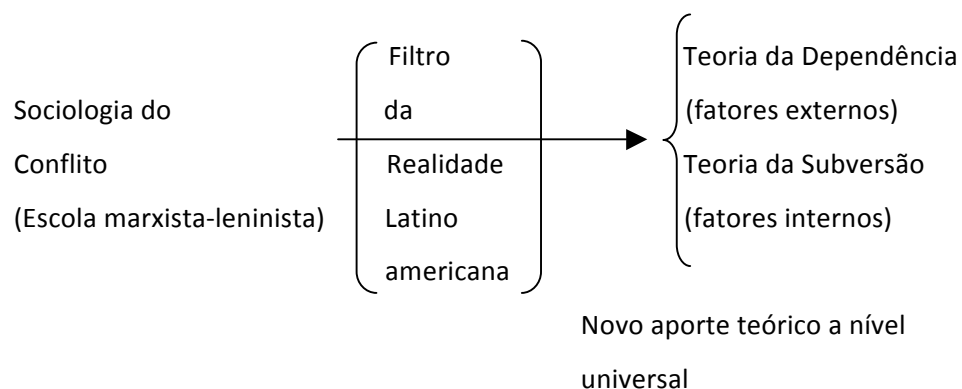 Sociologia do
Conflito
(Escola marxista-leninista)
Filtro
da
Realidade
Latino
americana
Teoria da Dependência
(fatores externos)
Teoria da Subversão
(fatores internos)
Novo aporte teórico a nível
universal